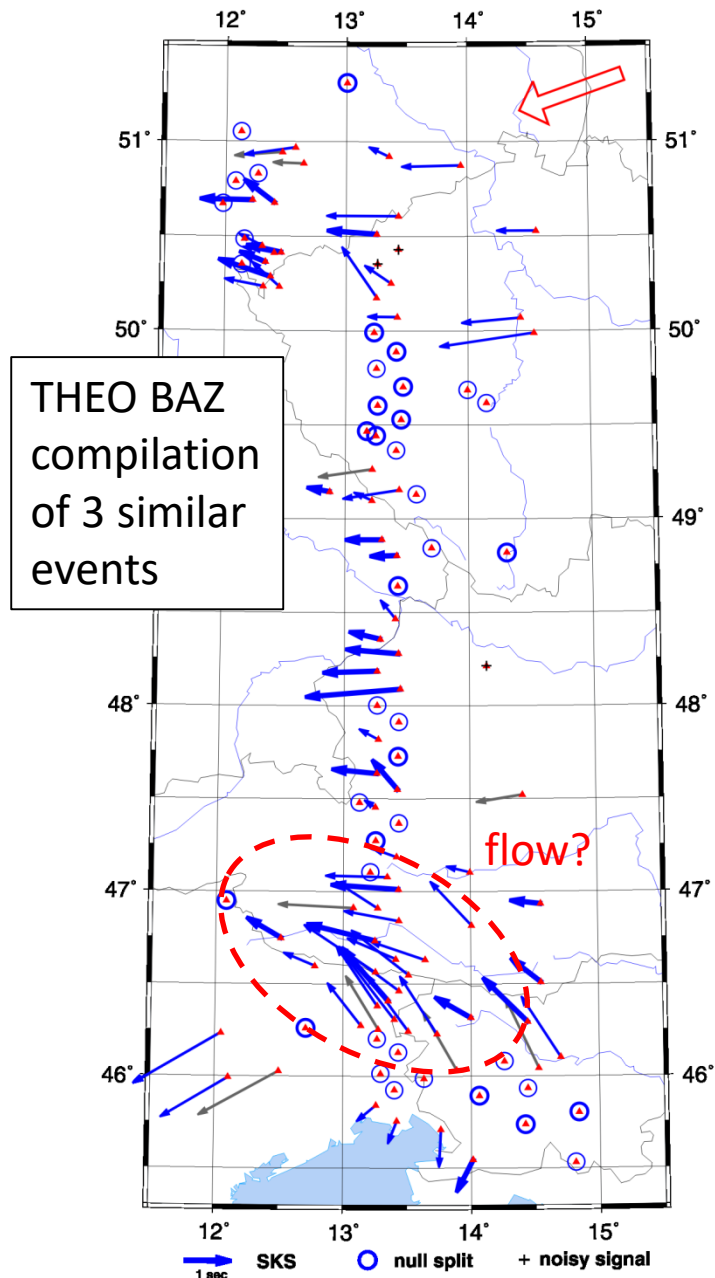 12° 13° 14° 15°
51° 51°
50° 50°
THEO BAZ
compilation
of 3 similar
events
49° 49°
48° 48°
flow?
47° 47°
46° 46°
12° 13° 14° 15°
1 sec SKS null split + noisy signal